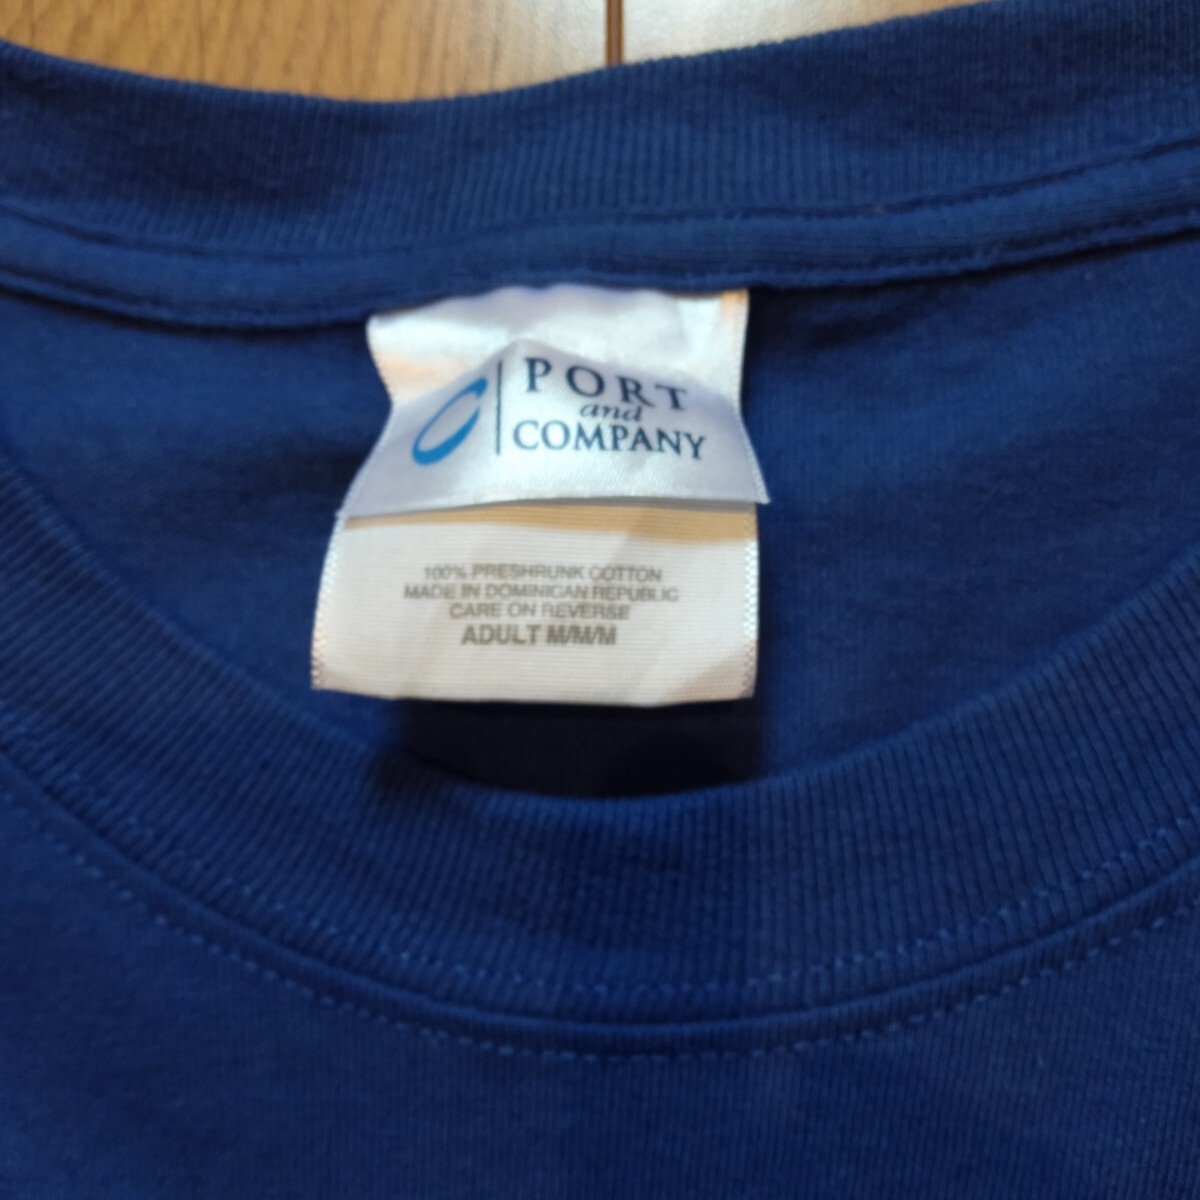 PORT
and
COMPANY
100% PRESHRUNK COTTON
MADE IN DOMINICAN REPUBLIC
CARE ON REVERSE
ADULT M/M/M